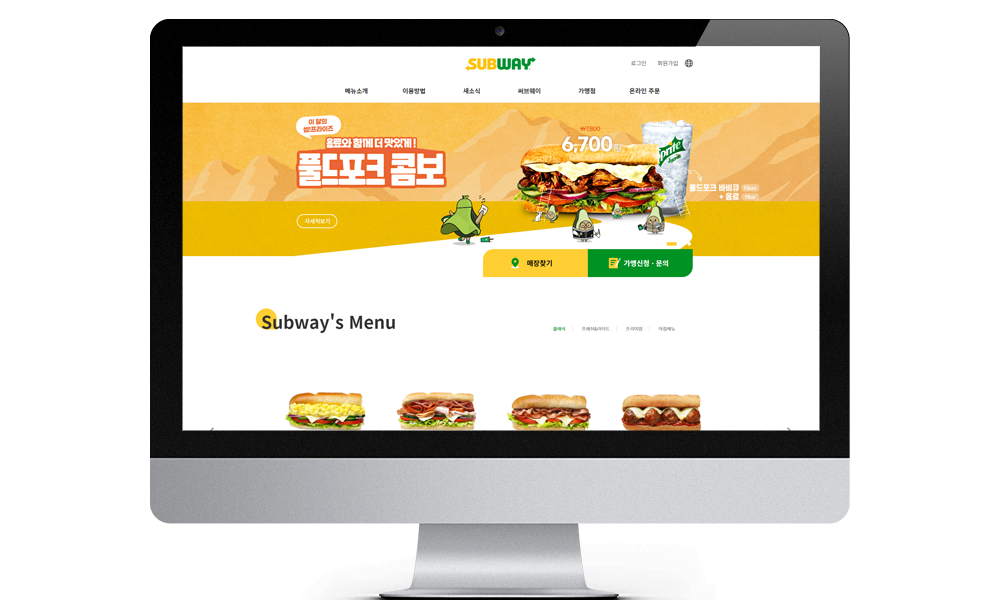 SUBWAY
로그인 회원가입
메뉴소개 이용방법 새소식 써브웨이 가맹점 온라인 주문
이 달의
썹!프라이즈
음료와 함께 더 맛있게!
풀드포크 콤보
자세히보기
₩7,800
6,700
Sprite
풀드포크 바비큐 15cm
+ 음료 16oz
매장찾기
가맹신청·문의
Subway's Menu
클래식 프레쉬&라이트 프리미엄 아침메뉴